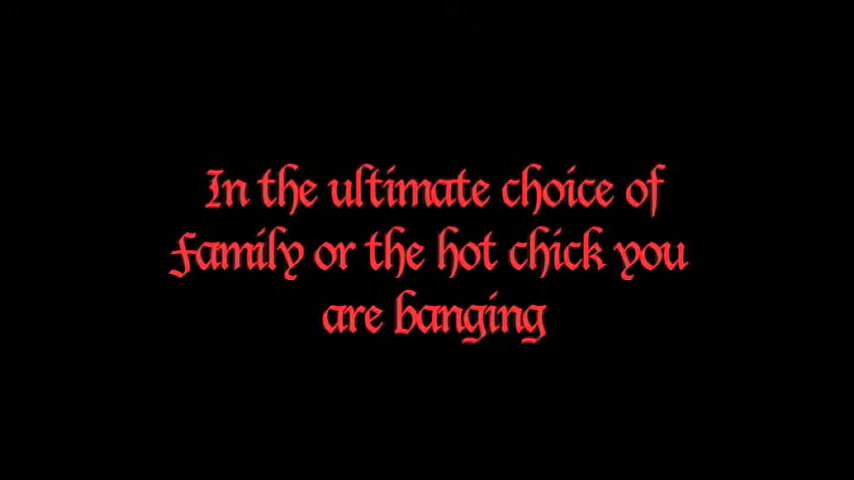 In the ultimate choice of
Family or the hot chick you
are banging